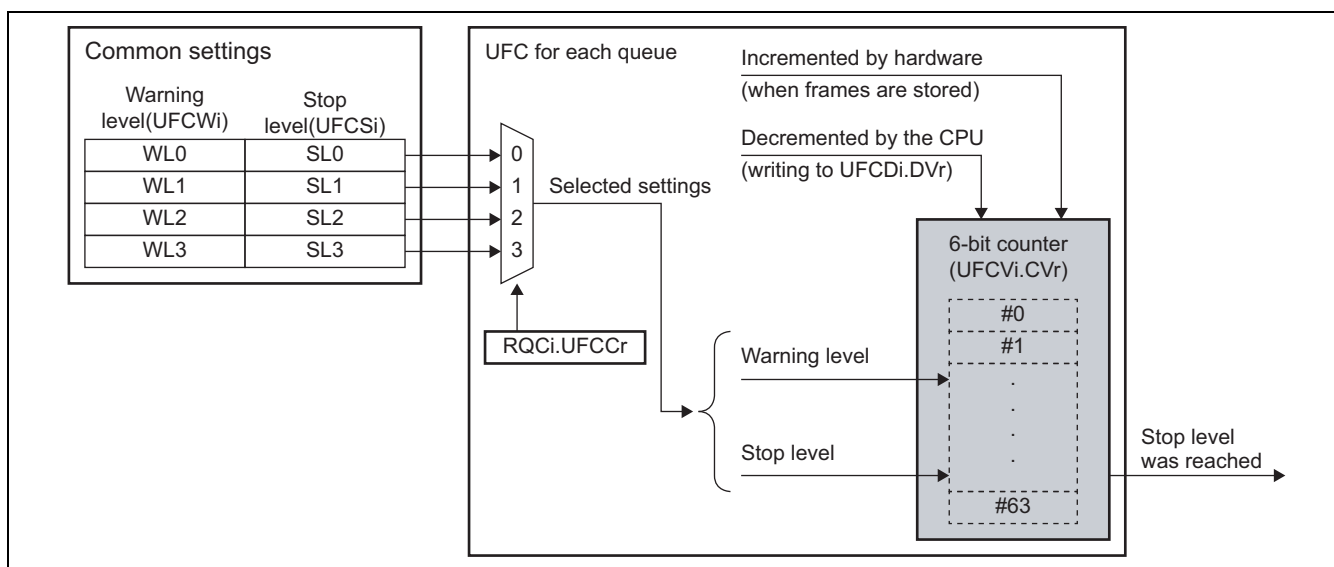 Common settings
Warning
level(UFCWi)
Stop
level(UFCSi)
WL0 SL0
WL1 SL1
WL2 SL2
WL3 SL3
UFC for each queue
0
1
2
3
Selected settings
RQCi.UFCCr
Incremented by hardware
(when frames are stored)
Decremented by the CPU
(writing to UFCDi.DVr)
6-bit counter
(UFCVi.CVr)
#0
#1
.
.
.
.
#63
Warning level
Stop level
Stop level
was reached